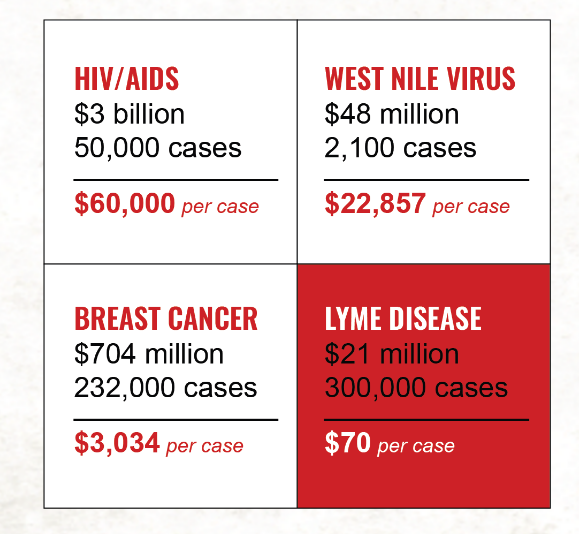 HIV/AIDS
$3 billion
50,000 cases
$60,000 per case
WEST NILE VIRUS
$48 million
2,100 cases
$22,857 per case
BREAST CANCER
$704 million
232,000 cases
$3,034 per case
LYME DISEASE
$21 million
300,000 cases
$70 per case